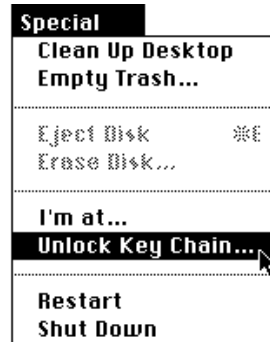 Special
Clean Up Desktop
Empty Trash...
Eject Disk ⌘E
Erase Disk...
I'm at...
Unlock Key Chain...
Restart
Shut Down